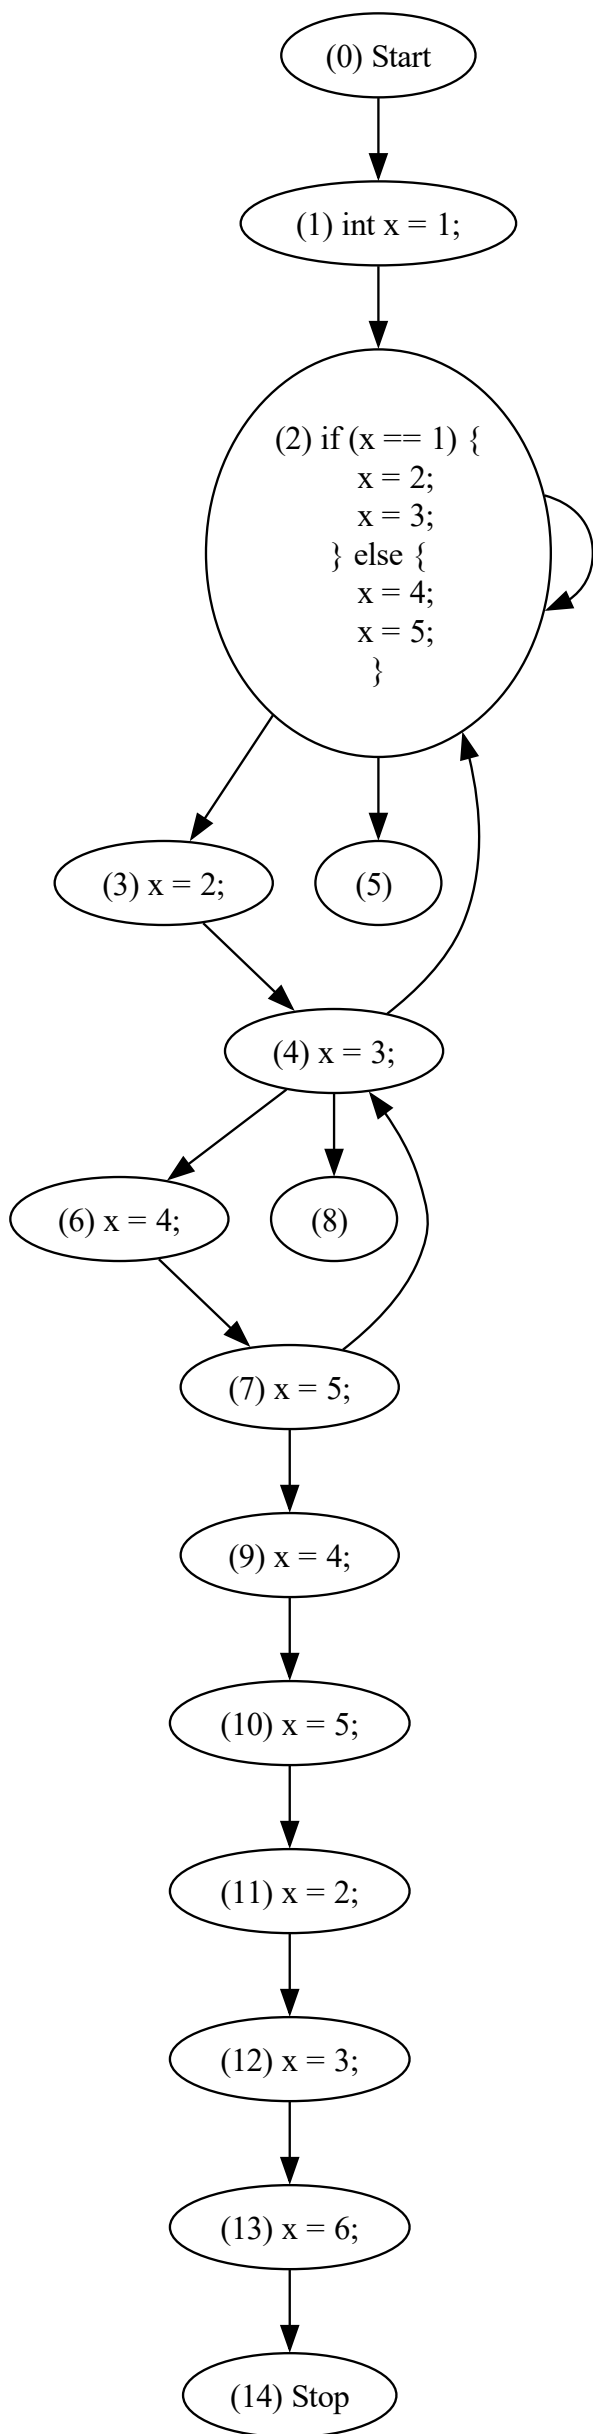 (0) Start
(1) int x = 1;
(2) if (x == 1) {
x = 2;
x = 3;
} else {
x = 4;
x = 5;
}
(3) x = 2;
(5)
(4) x = 3;
(6) x = 4;
(8)
(7) x = 5;
(9) x = 4;
(10) x = 5;
(11) x = 2;
(12) x = 3;
(13) x = 6;
(14) Stop